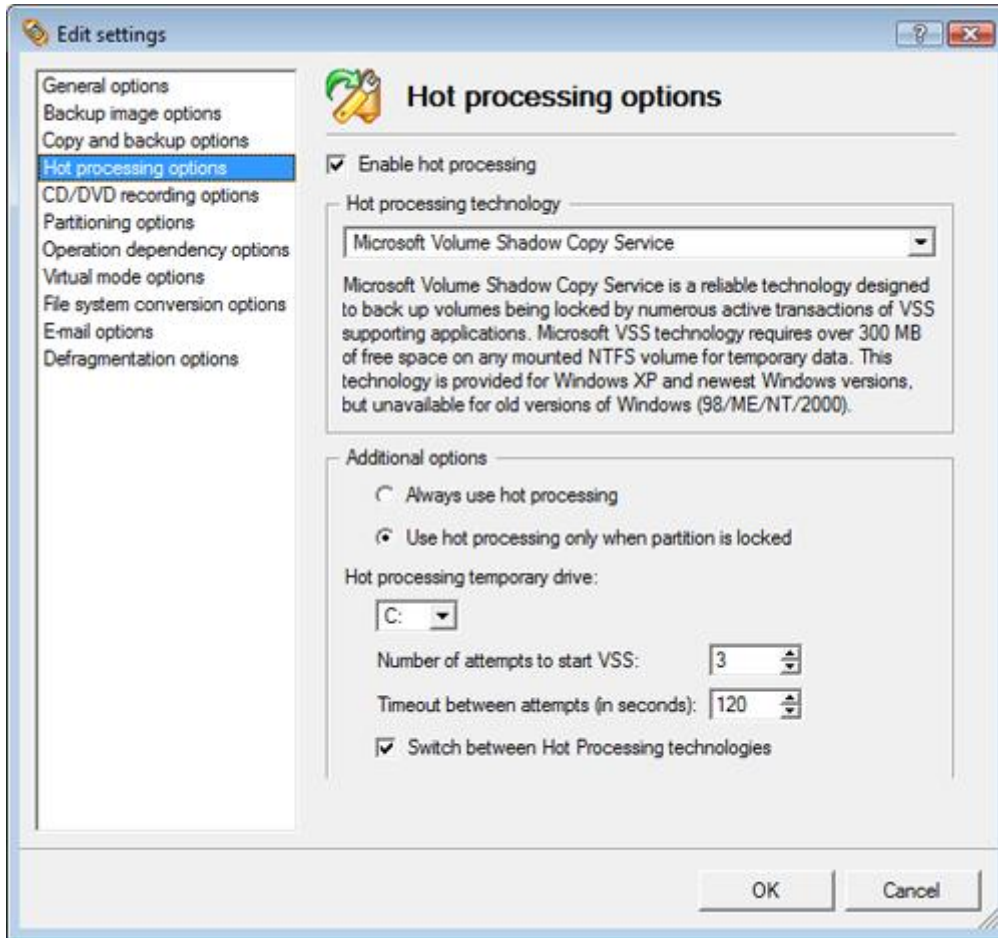 Edit settings
General options
Backup image options
Copy and backup options
Hot processing options
CD/DVD recording options
Partitioning options
Operation dependency options
Virtual mode options
File system conversion options
E-mail options
Defragmentation options
Hot processing options
Enable hot processing
Hot processing technology
Microsoft Volume Shadow Copy Service
Microsoft Volume Shadow Copy Service is a reliable technology designed
to back up volumes being locked by numerous active transactions of VSS
supporting applications. Microsoft VSS technology requires over 300 MB
of free space on any mounted NTFS volume for temporary data. This
technology is provided for Windows XP and newest Windows versions,
but unavailable for old versions of Windows (98/ME/NT/2000).
Additional options
Always use hot processing
Use hot processing only when partition is locked
Hot processing temporary drive:
C:
Number of attempts to start VSS: 3
Timeout between attempts (in seconds): 120
Switch between Hot Processing technologies
OK Cancel